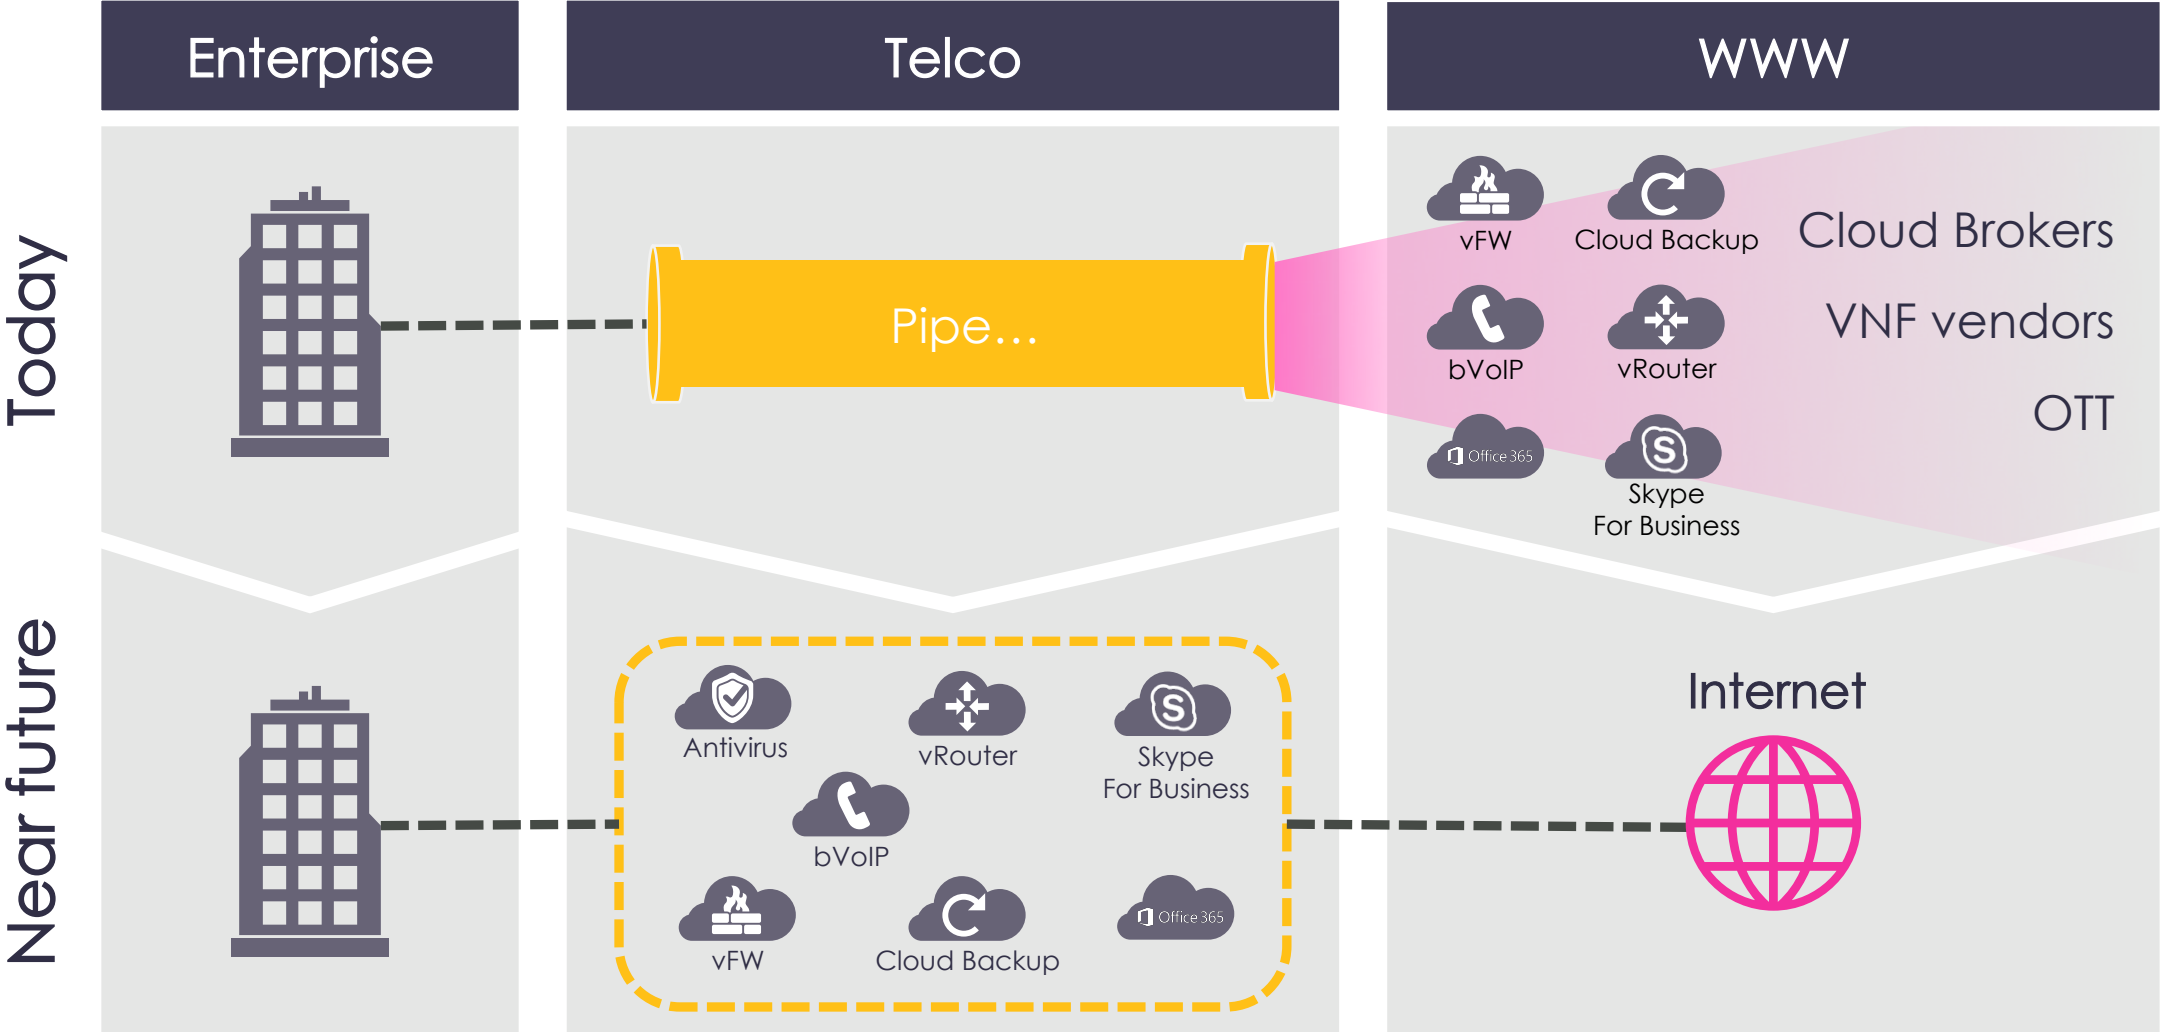 Enterprise
Telco
WWW
Today
Pipe...
vFW
Cloud Backup
Cloud Brokers
bVoIP
vRouter
VNF vendors
OTT
Office 365
Skype
For Business
Near future
Antivirus
vRouter
Skype
For Business
bVoIP
vFW
Cloud Backup
Office 365
Internet